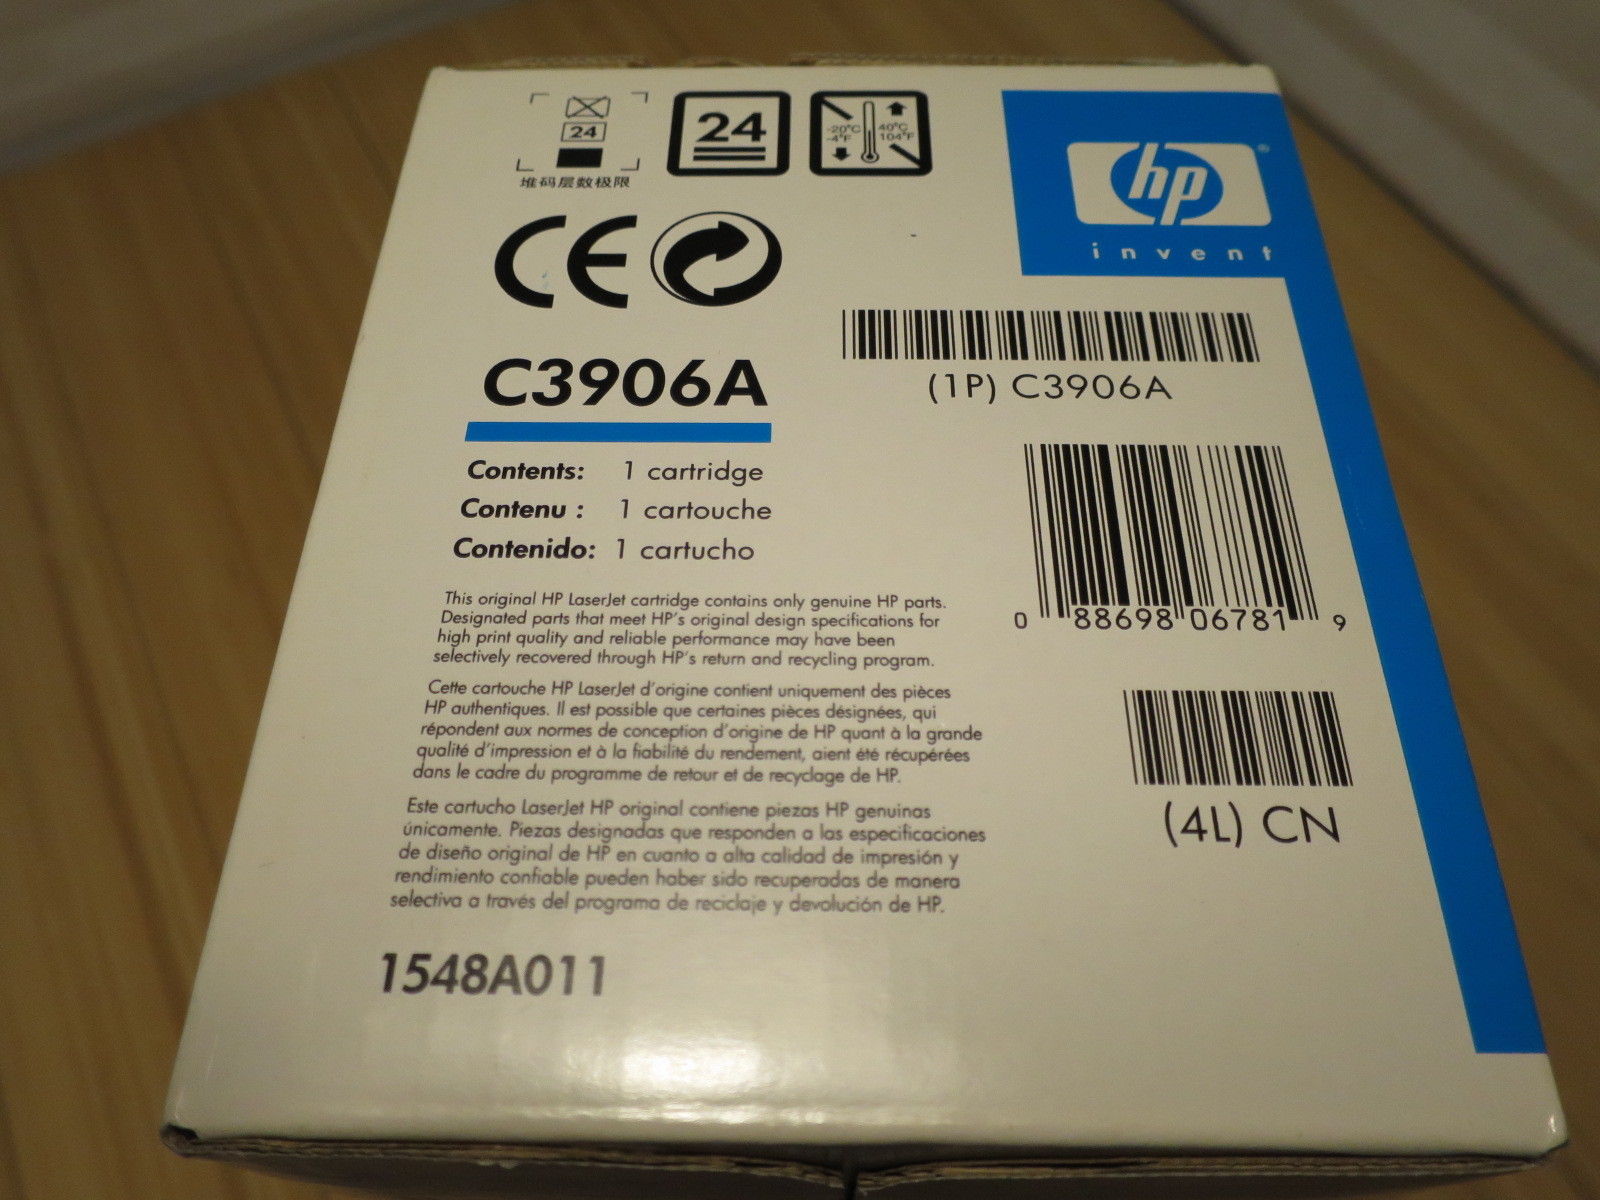 24
堆码层数极限
24
-20°C
-4°F
40°C
104°F
hp®
invent
CE
C3906A
(1P) C3906A
Contents: 1 cartridge
Contenu : 1 cartouche
Contenido: 1 cartucho
0 88698 06781 9
This original HP LaserJet cartridge contains only genuine HP parts.
Designated parts that meet HP's original design specifications for
high print quality and reliable performance may have been
selectively recovered through HP's return and recycling program.
Cette cartouche HP LaserJet d'origine contient uniquement des pièces
HP authentiques. Il est possible que certaines pièces désignées, qui
répondent aux normes de conception d'origine de HP quant à la grande
qualité d'impression et à la fiabilité du rendement, aient été récupérées
dans le cadre du programme de retour et de recyclage de HP.
(4L) CN
Este cartucho LaserJet HP original contiene piezas HP genuinas
únicamente. Piezas designadas que responden a las especificaciones
de diseño original de HP en cuanto a alta calidad de impresión y
rendimiento confiable pueden haber sido recuperadas de manera
selectiva a través del programa de reciclaje y devolución de HP.
1548A011